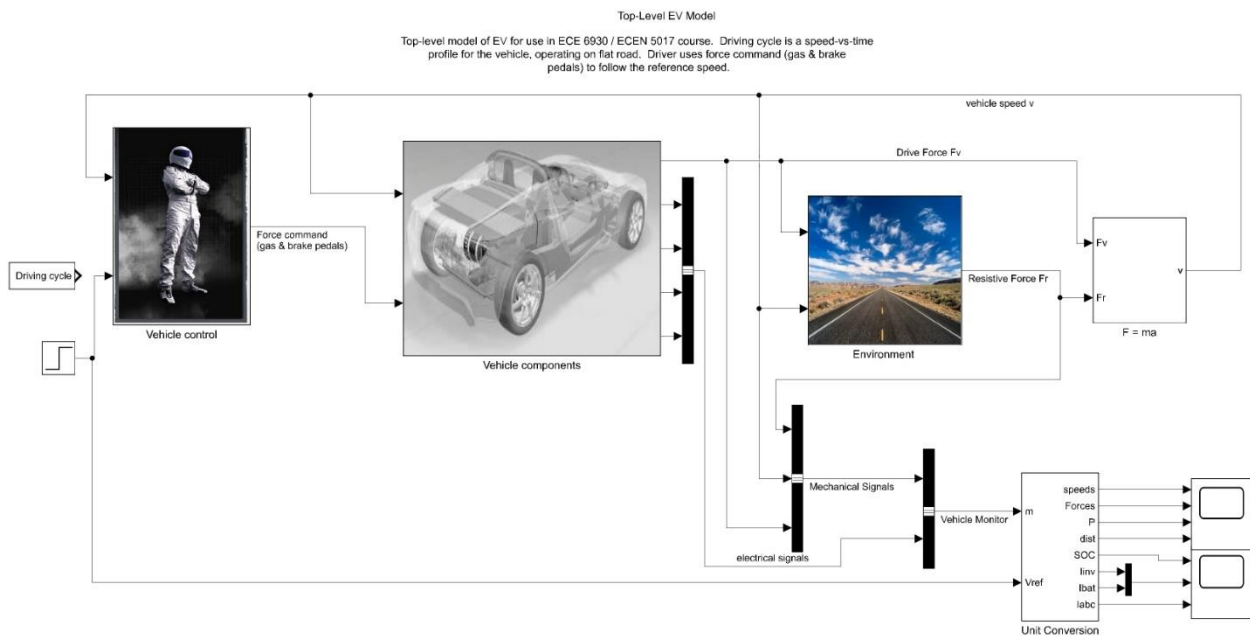 Top-Level EV Model
Top-level model of EV for use in ECE 6930 / ECEN 5017 course.  Driving cycle is a speed-vs-time
profile for the vehicle, operating on flat road.  Driver uses force command (gas & brake
pedals) to follow the reference speed.
vehicle speed v
Drive Force Fv
Force command
(gas & brake pedals)
Driving cycle
Vehicle control
Vehicle components
Resistive Force Fr
Environment
Fv
Fr
v
F = ma
Mechanical Signals
electrical signals
Vehicle Monitor
m
Vref
speeds
Forces
P
dist
SOC
Iinv
Ibat
Iabc
Unit Conversion